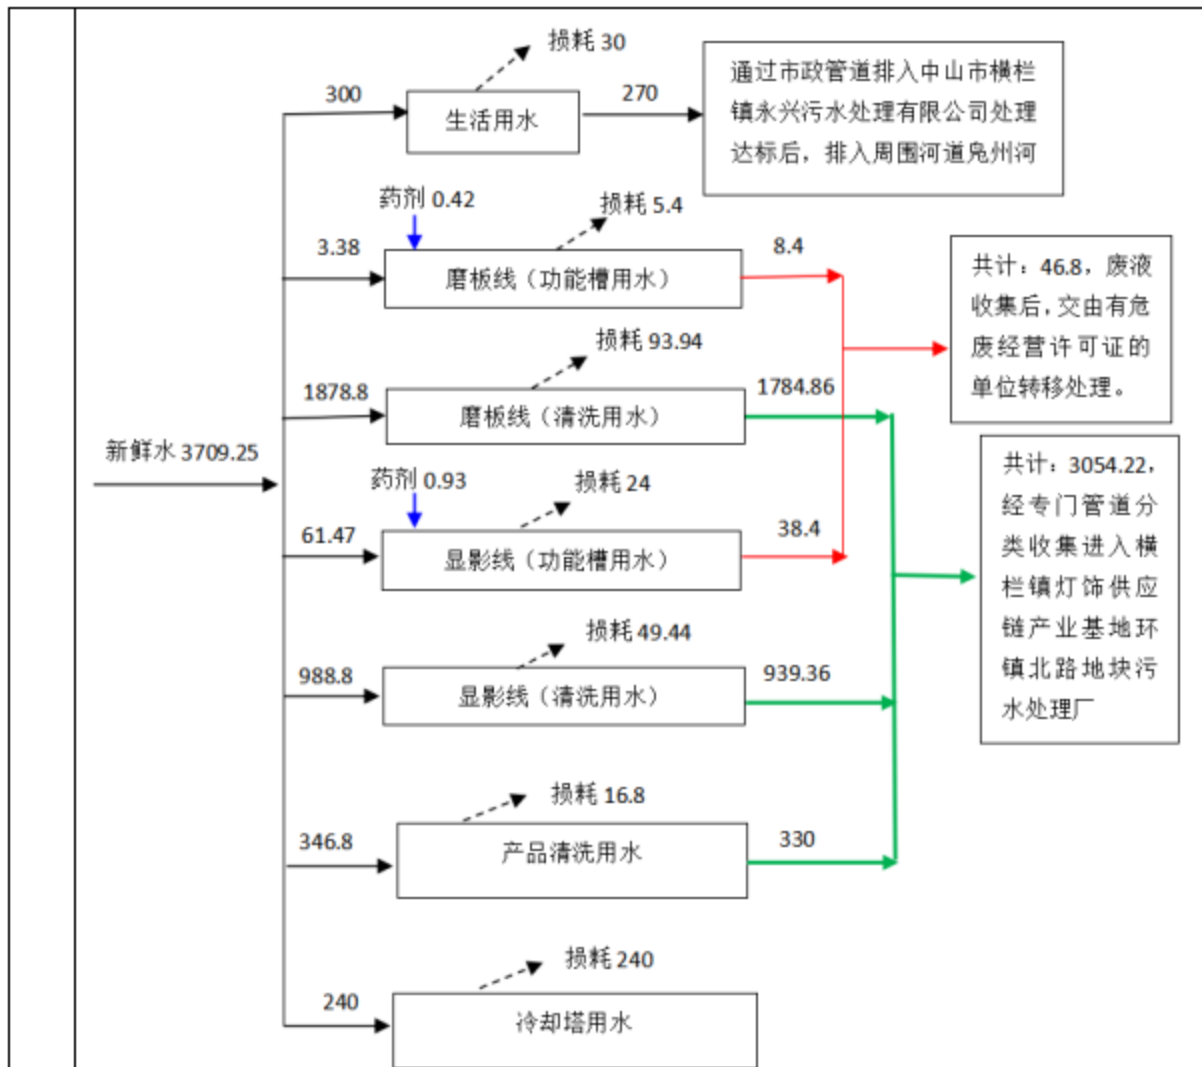 损耗 30
300
生活用水
270
通过市政管道排入中山市横栏
镇永兴污水处理有限公司处理
达标后，排入周围河道凫州河
药剂 0.42
损耗 5.4
3.38
磨板线（功能槽用水）
8.4
共计：46.8，废液
收集后，交由有危
废经营许可证的
单位转移处理。
损耗 93.94
1878.8
磨板线（清洗用水）
1784.86
新鲜水 3709.25
药剂 0.93
损耗 24
61.47
显影线（功能槽用水）
38.4
共计：3054.22，
经专门管道分
类收集进入横
栏镇灯饰供应
链产业基地环
镇北路地块污
水处理厂
损耗 49.44
988.8
显影线（清洗用水）
939.36
损耗 16.8
346.8
产品清洗用水
330
损耗 240
240
冷却塔用水